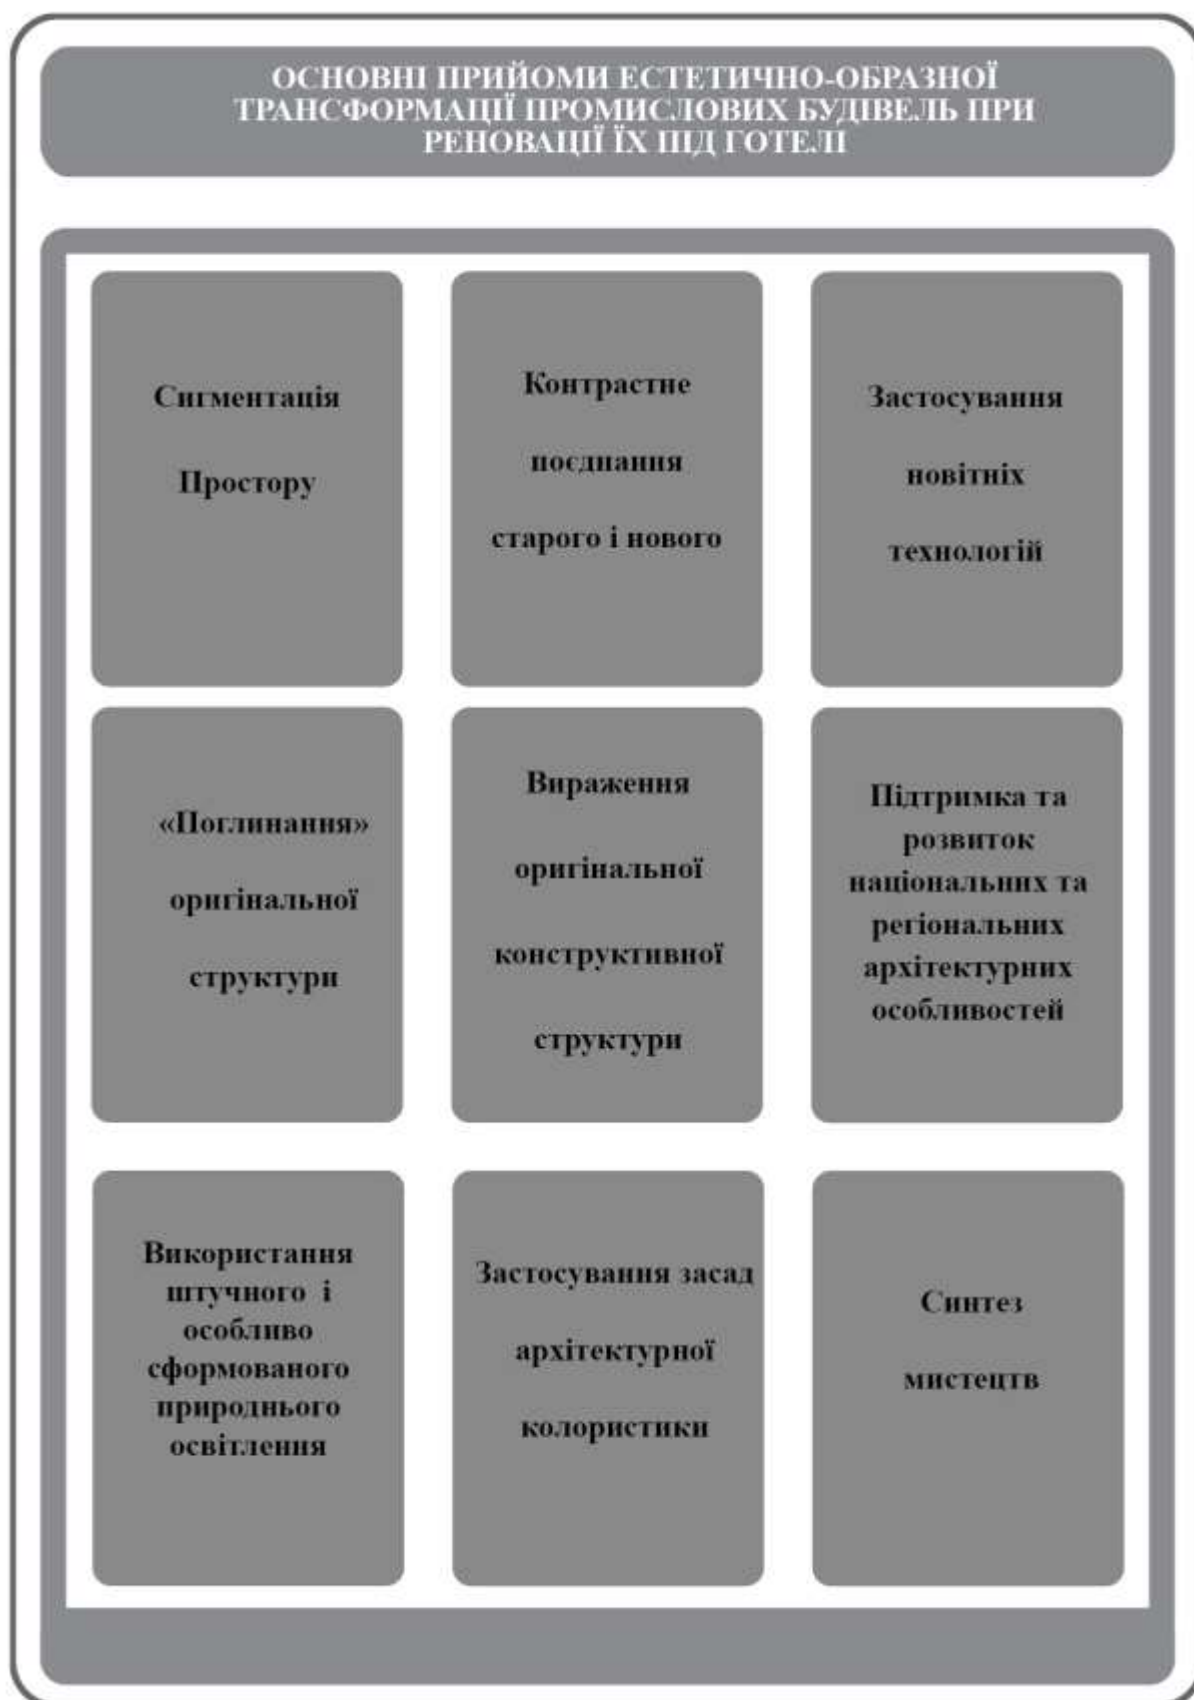 ОСНОВНІ ПРИЙОМИ ЕСТЕТИЧНО-ОБРАЗНОЇ
ТРАНСФОРМАЦІЇ ПРОМИСЛОВИХ БУДІВЕЛЬ ПРИ
РЕНОВАЦІЇ ЇХ ПІД ГОТЕЛІ
Сигментація
Простору
Контрастне
поєднання
старого і нового
Застосування
новітніх
технологій
«Поглинання»
оригінальної
структури
Вираження
оригінальної
конструктивної
структури
Підтримка та
розвиток
національних та
регіональних
архітектурних
особливостей
Використання
штучного і
особливо
сформованого
природнього
освітлення
Застосування засад
архітектурної
колористики
Синтез
мистецтв